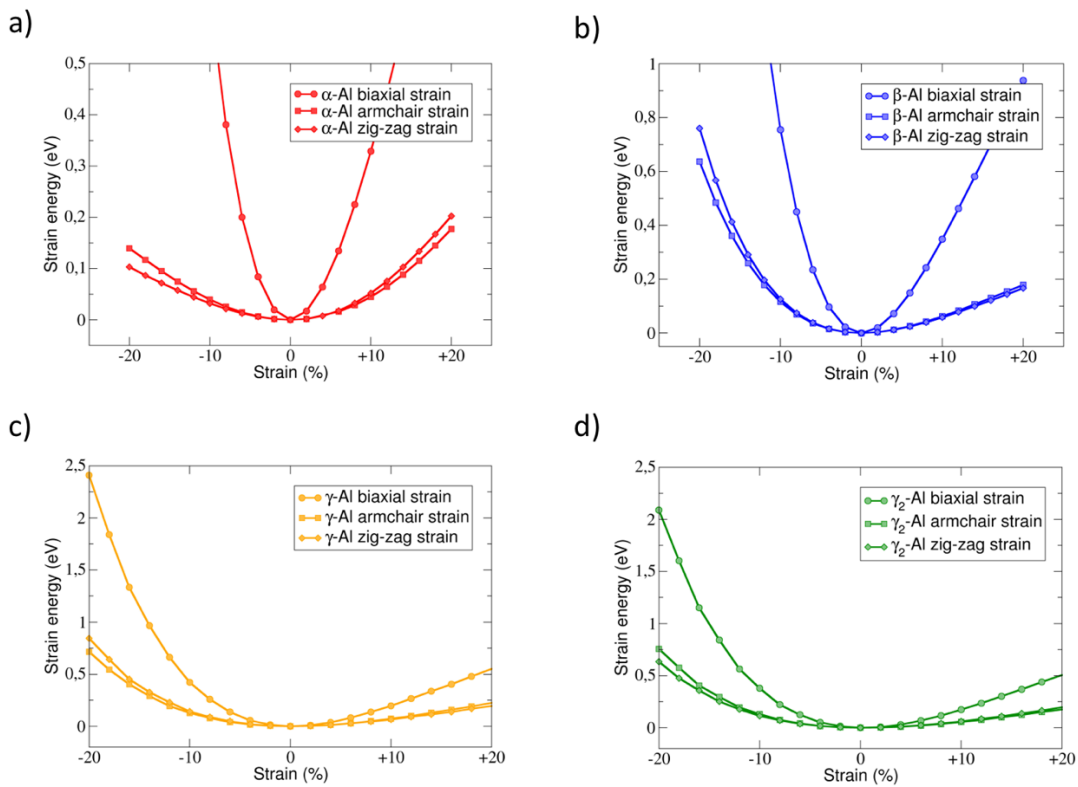 a)
0,5
0,4
0,3
0,2
0,1
0
Strain energy (eV)
α-Al biaxial strain
α-Al armchair strain
α-Al zig-zag strain
-20 -10 0 +10 +20
Strain (%)
b)
1
0,8
0,6
0,4
0,2
0
Strain energy (eV)
β-Al biaxial strain
β-Al armchair strain
β-Al zig-zag strain
-20 -10 0 +10 +20
Strain (%)
c)
2,5
2
1,5
1
0,5
0
Strain energy (eV)
γ-Al biaxial strain
γ-Al armchair strain
γ-Al zig-zag strain
-20 -10 0 +10 +20
Strain (%)
d)
2,5
2
1,5
1
0,5
0
Strain energy (eV)
γ₂-Al biaxial strain
γ₂-Al armchair strain
γ₂-Al zig-zag strain
-20 -10 0 +10 +20
Strain (%)